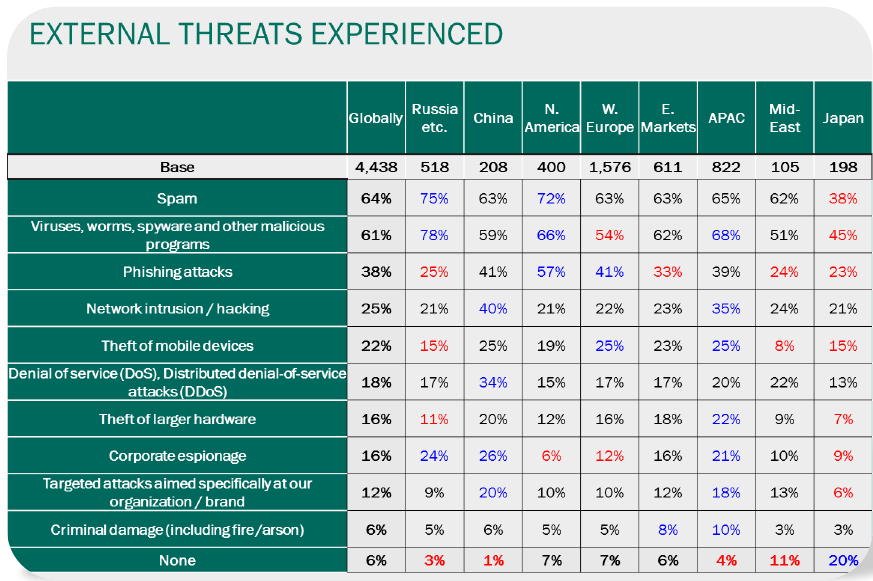 EXTERNAL THREATS EXPERIENCED
Globally Russia etc. China N. America W. Europe E. Markets APAC Mid-East Japan
Base 4,438 518 208 400 1,576 611 822 105 198
Spam 64% 75% 63% 72% 63% 63% 65% 62% 38%
Viruses, worms, spyware and other malicious programs 61% 78% 59% 66% 54% 62% 68% 51% 45%
Phishing attacks 38% 25% 41% 57% 41% 33% 39% 24% 23%
Network intrusion / hacking 25% 21% 40% 21% 22% 23% 35% 24% 21%
Theft of mobile devices 22% 15% 25% 19% 25% 23% 25% 8% 15%
Denial of service (DoS), Distributed denial-of-service attacks (DDoS) 18% 17% 34% 15% 17% 17% 20% 22% 13%
Theft of larger hardware 16% 11% 20% 12% 16% 18% 22% 9% 7%
Corporate espionage 16% 24% 26% 6% 12% 16% 21% 10% 9%
Targeted attacks aimed specifically at our organization / brand 12% 9% 20% 10% 10% 12% 18% 13% 6%
Criminal damage (including fire/arson) 6% 5% 6% 5% 5% 8% 10% 3% 3%
None 6% 3% 1% 7% 7% 6% 4% 11% 20%